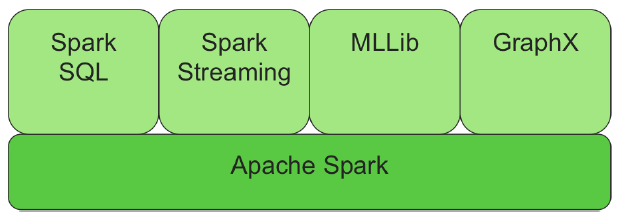 Spark
SQL
Spark
Streaming
MLLib
GraphX
Apache Spark